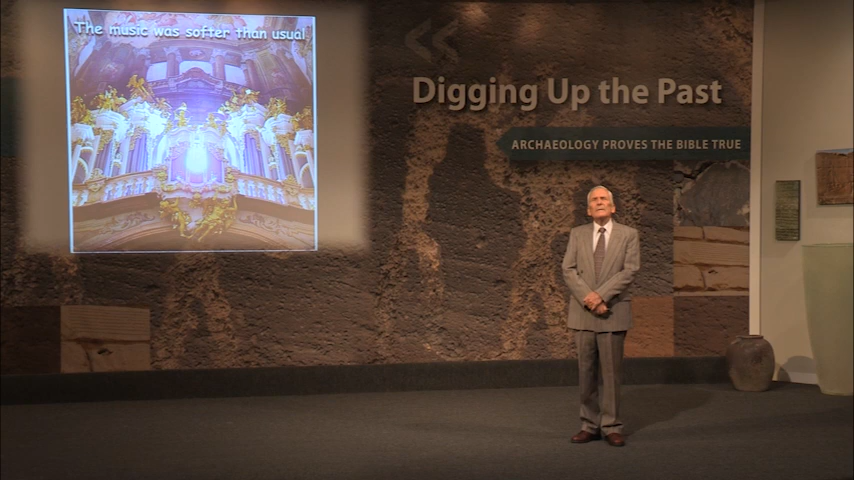 The music was softer than usual
Digging Up the Past
ARCHAEOLOGY PROVES THE BIBLE TRUE